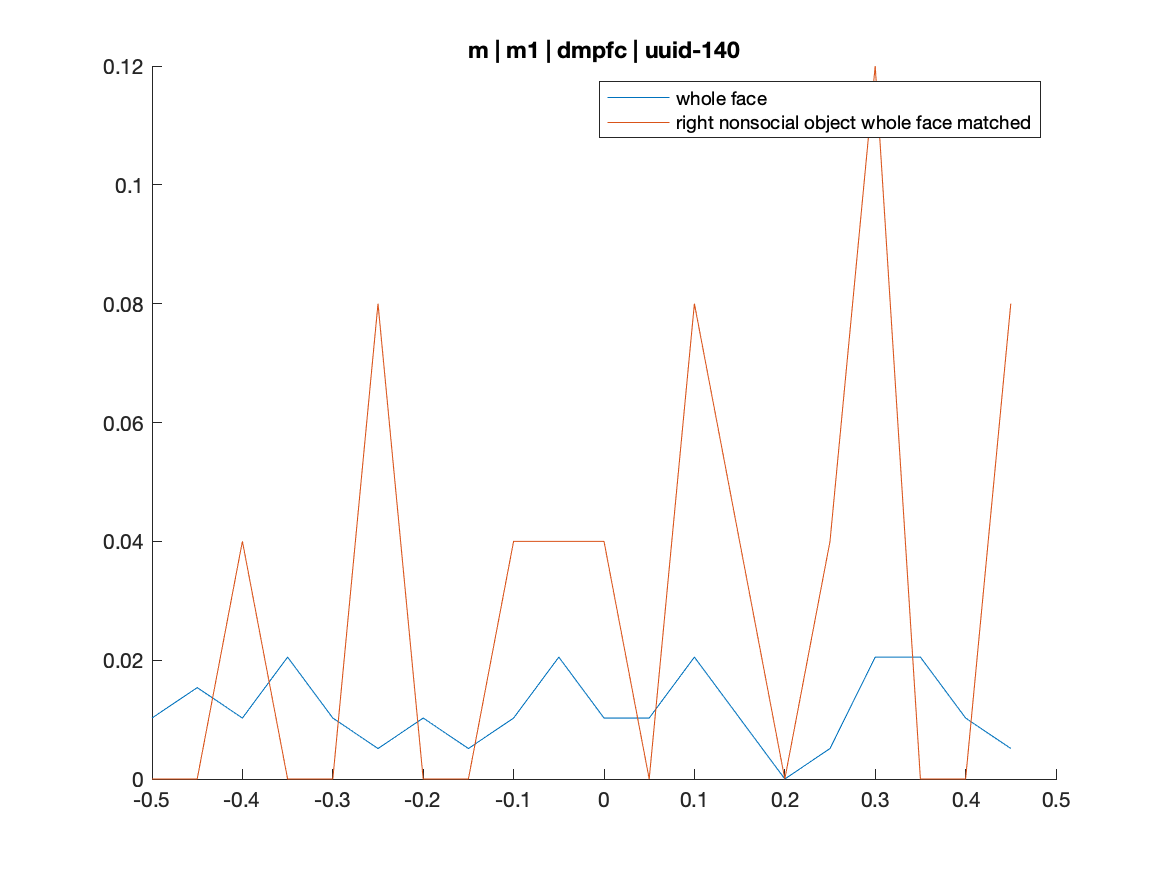 m | m1 | dmpfc | uuid-140
whole face
right nonsocial object whole face matched
0.12
0.1
0.08
0.06
0.04
0.02
0
-0.5 -0.4 -0.3 -0.2 -0.1 0 0.1 0.2 0.3 0.4 0.5